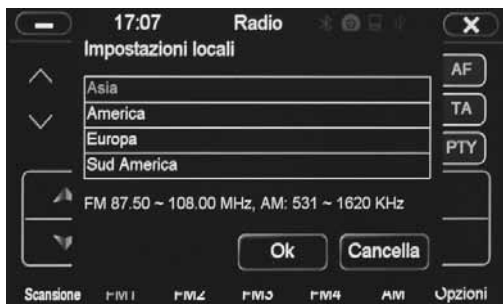 17:07 Radio
Impostazioni locali
AF
Asia
America
TA
Europa
PTY
Sud America
FM 87.50 ~ 108.00 MHz, AM: 531 ~ 1620 KHz
Ok Cancella
Scansione FM1 FM2 FM3 FM4 AM Opzioni